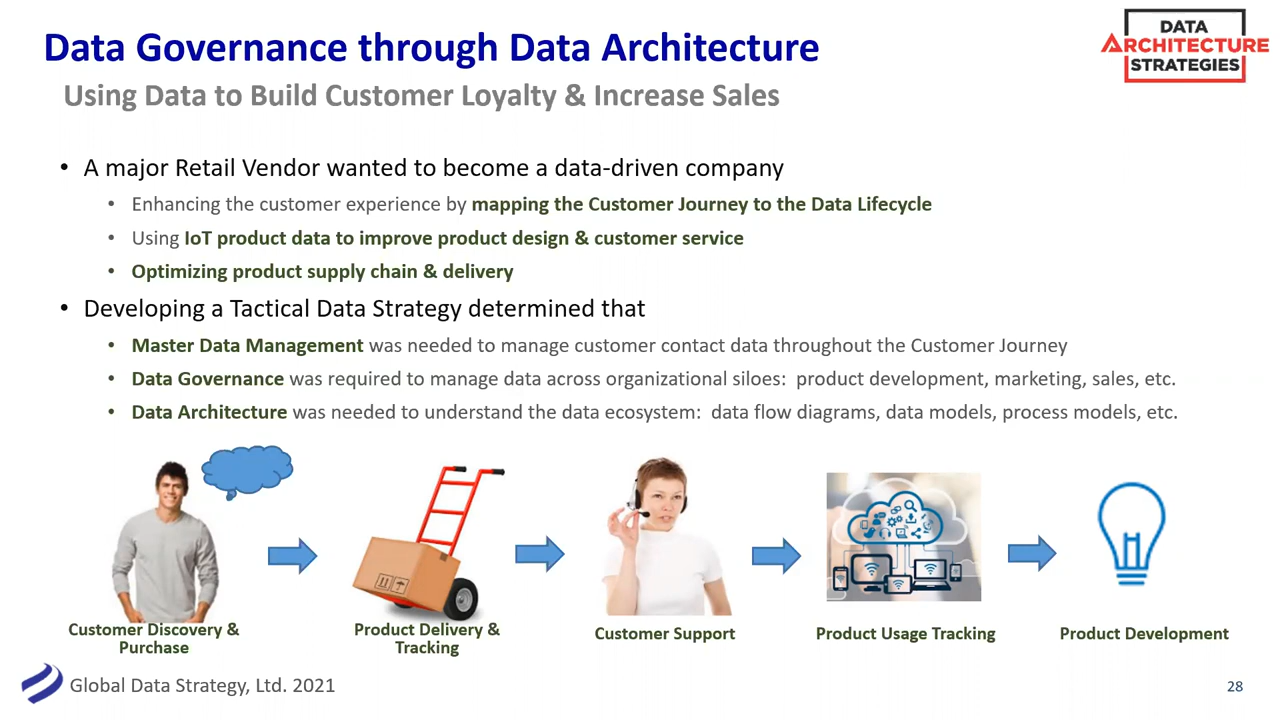 Data Governance through Data Architecture
DATA
ARCHITECTURE
STRATEGIES
Using Data to Build Customer Loyalty & Increase Sales
• A major Retail Vendor wanted to become a data-driven company
• Enhancing the customer experience by mapping the Customer Journey to the Data Lifecycle
• Using IoT product data to improve product design & customer service
• Optimizing product supply chain & delivery
• Developing a Tactical Data Strategy determined that
• Master Data Management was needed to manage customer contact data throughout the Customer Journey
• Data Governance was required to manage data across organizational siloes:  product development, marketing, sales, etc.
• Data Architecture was needed to understand the data ecosystem:  data flow diagrams, data models, process models, etc.
Customer Discovery &
Purchase
Product Delivery &
Tracking
Customer Support
Product Usage Tracking
Product Development
Global Data Strategy, Ltd. 2021
28